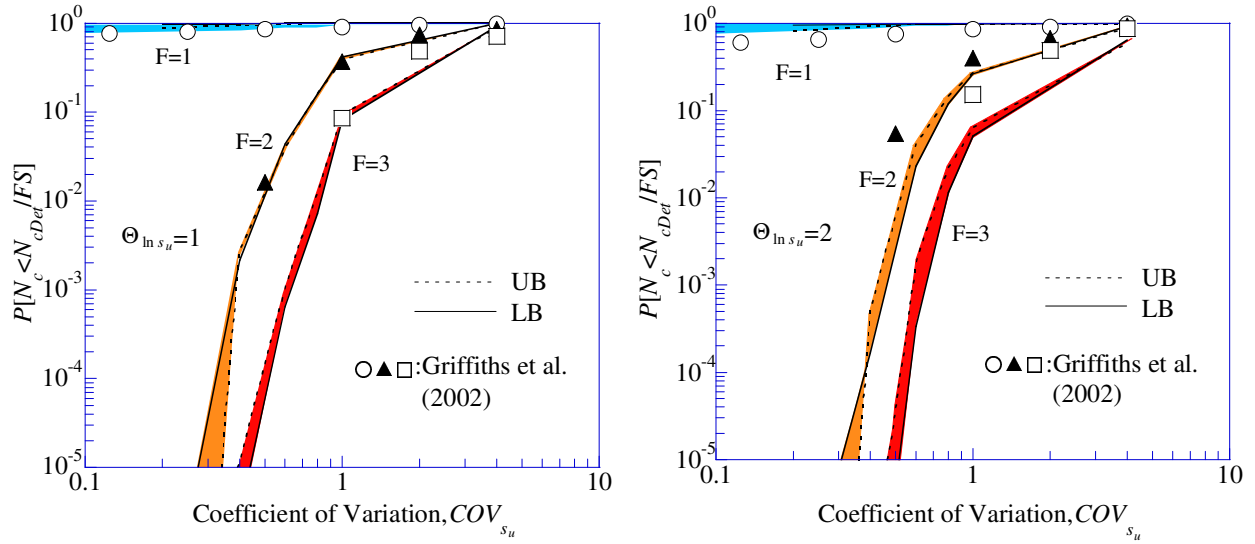 10^0
10^-1
10^-2
10^-3
10^-4
10^-5
P[N_c<N_cDet/FS]
F=1
F=2
F=3
Θ_ln s_u=1
UB
LB
○▲□:Griffiths et al.
(2002)
0.1 1 10
Coefficient of Variation, COV_s_u
10^0
10^-1
10^-2
10^-3
10^-4
10^-5
P[N_c<N_cDet/FS]
F=1
F=2
F=3
Θ_ln s_u=2
UB
LB
○▲□:Griffiths et al.
(2002)
0.1 1 10
Coefficient of Variation, COV_s_u